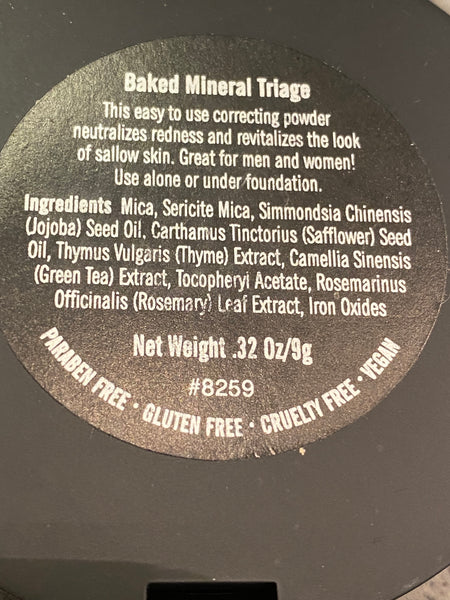 Baked Mineral Triage
This easy to use correcting powder
neutralizes redness and revitalizes the look
of sallow skin. Great for men and women!
Use alone or under foundation.
Ingredients Mica, Sericite Mica, Simmondsia Chinensis
(Jojoba) Seed Oil, Carthamus Tinctorius (Safflower) Seed
Oil, Thymus Vulgaris (Thyme) Extract, Camellia Sinensis
(Green Tea) Extract, Tocopheryl Acetate, Rosemarinus
Officinalis (Rosemary) Leaf Extract, Iron Oxides
Net Weight .32 Oz/9g
#8259
PARABEN FREE • GLUTEN FREE • CRUELTY FREE • VEGAN